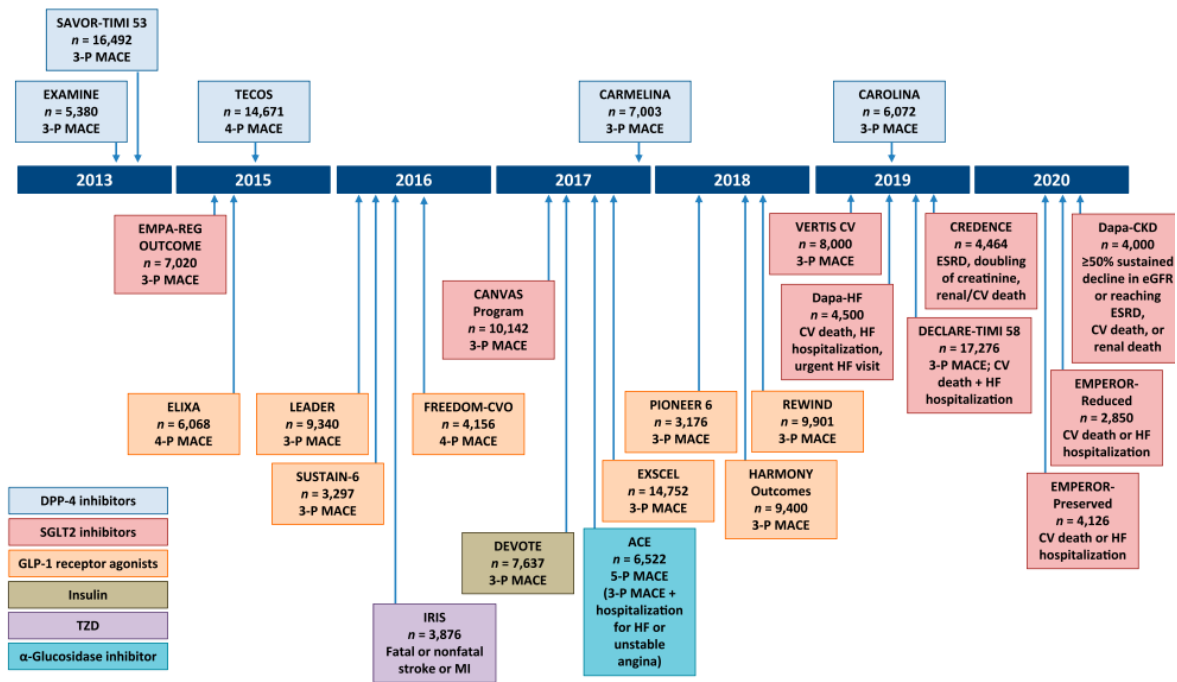 SAVOR-TIMI 53
n = 16,492
3-P MACE
EXAMINE
n = 5,380
3-P MACE
TECOS
n = 14,671
4-P MACE
CARMELINA
n = 7,003
3-P MACE
CAROLINA
n = 6,072
3-P MACE
2013
2015
2016
2017
2018
2019
2020
EMPA-REG
OUTCOME
n = 7,020
3-P MACE
ELIXA
n = 6,068
4-P MACE
LEADER
n = 9,340
3-P MACE
SUSTAIN-6
n = 3,297
3-P MACE
IRIS
n = 3,876
Fatal or nonfatal
stroke or MI
FREEDOM-CVO
n = 4,156
4-P MACE
CANVAS
Program
n = 10,142
3-P MACE
DEVOTE
n = 7,637
3-P MACE
ACE
n = 6,522
5-P MACE
(3-P MACE +
hospitalization
for HF or
unstable
angina)
EXSCEL
n = 14,752
3-P MACE
PIONEER 6
n = 3,176
3-P MACE
HARMONY
Outcomes
n = 9,400
3-P MACE
REWIND
n = 9,901
3-P MACE
VERTIS CV
n = 8,000
3-P MACE
Dapa-HF
n = 4,500
CV death, HF
hospitalization,
urgent HF visit
CREDENCE
n = 4,464
ESRD, doubling
of creatinine,
renal/CV death
DECLARE-TIMI 58
n = 17,276
3-P MACE; CV
death + HF
hospitalization
Dapa-CKD
n = 4,000
≥50% sustained
decline in eGFR
or reaching
ESRD,
CV death, or
renal death
EMPEROR-
Reduced
n = 2,850
CV death or HF
hospitalization
EMPEROR-
Preserved
n = 4,126
CV death or HF
hospitalization
DPP-4 inhibitors
SGLT2 inhibitors
GLP-1 receptor agonists
Insulin
TZD
α-Glucosidase inhibitor